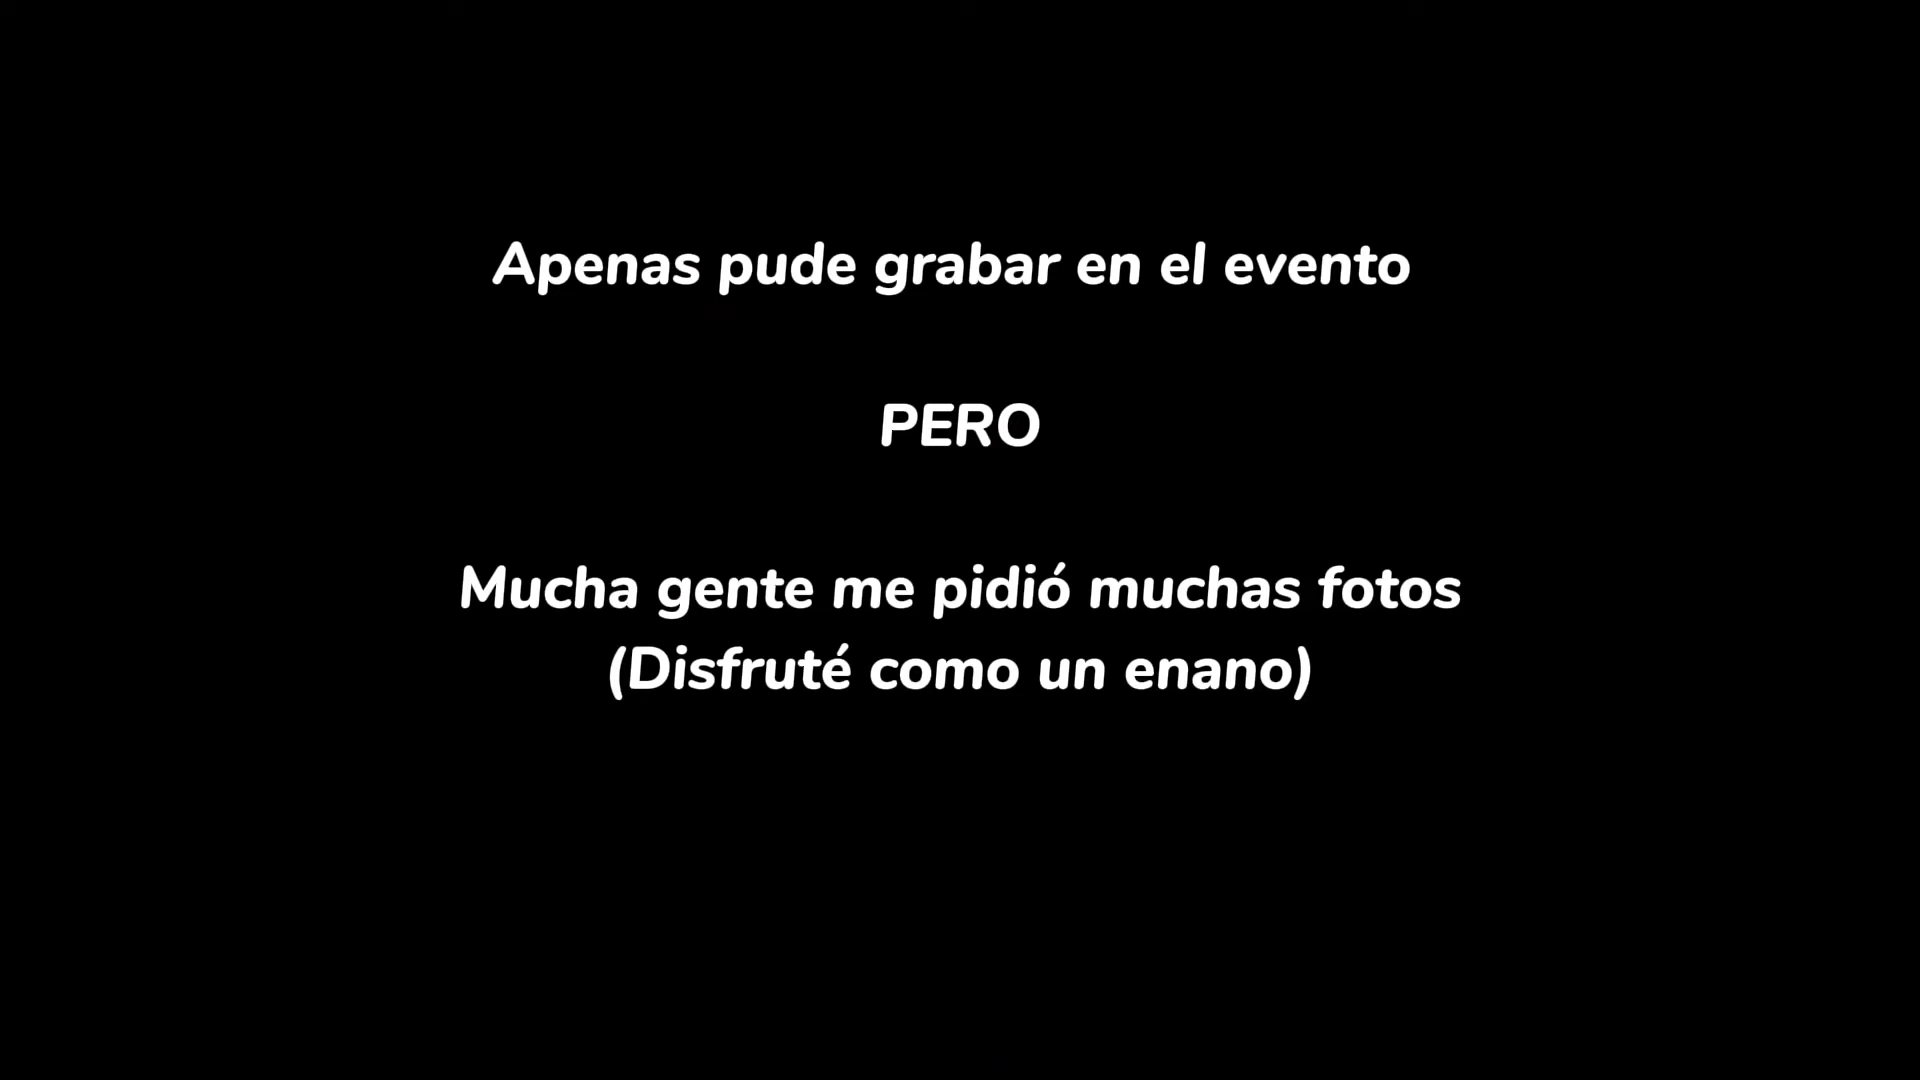 Apenas pude grabar en el evento
PERO
Mucha gente me pidió muchas fotos
(Disfruté como un enano)